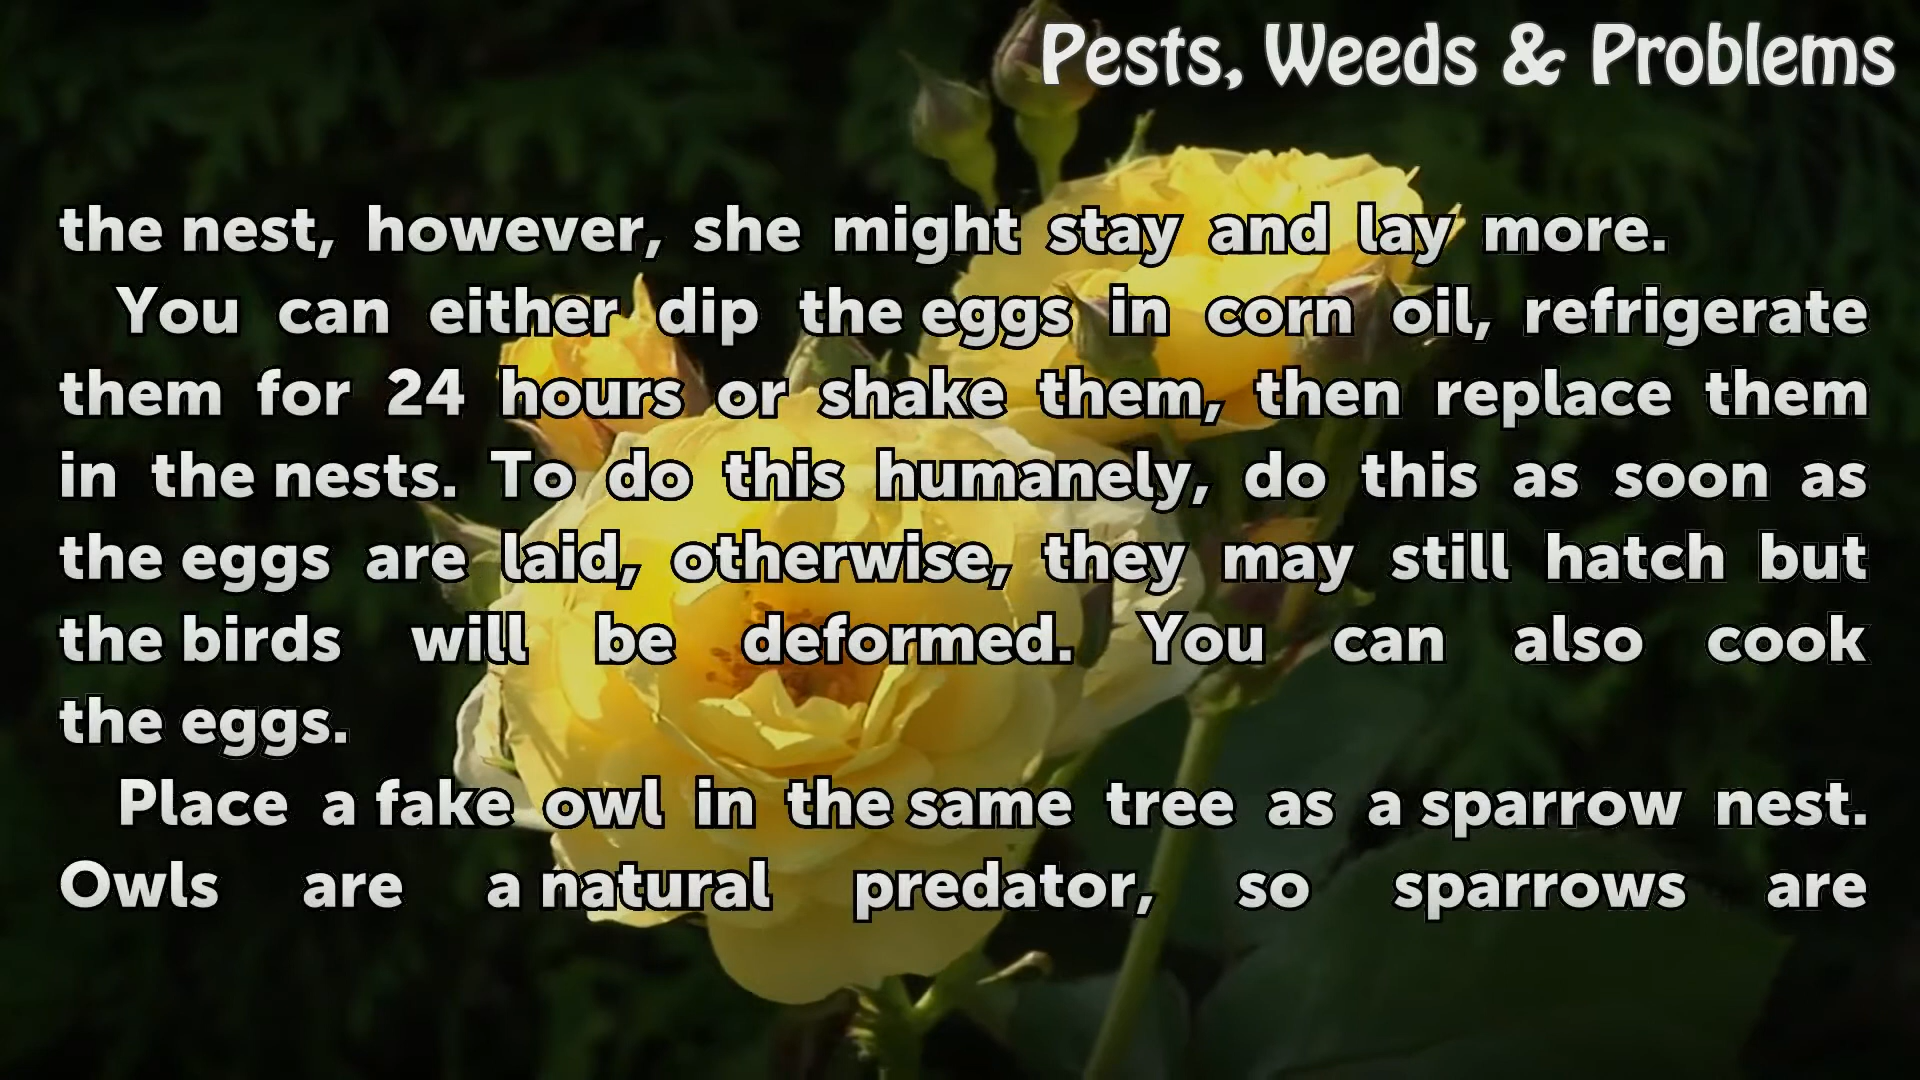 Pests, Weeds & Problems
the nest, however, she might stay and lay more.
You can either dip the eggs in corn oil, refrigerate
them for 24 hours or shake them, then replace them
in the nests. To do this humanely, do this as soon as
the eggs are laid, otherwise, they may still hatch but
the birds will be deformed. You can also cook
the eggs.
Place a fake owl in the same tree as a sparrow nest.
Owls are a natural predator, so sparrows are